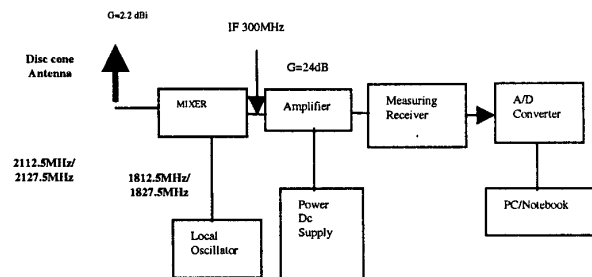 G=2.2 dBi
IF 300MHz
Disc cone
Antenna
G=24dB
MIXER
Amplifier
Measuring
Receiver
A/D
Converter
2112.5MHz/
2127.5MHz
1812.5MHz/
1827.5MHz
Local
Oscillator
Power
Dc
Supply
PC/Notebook